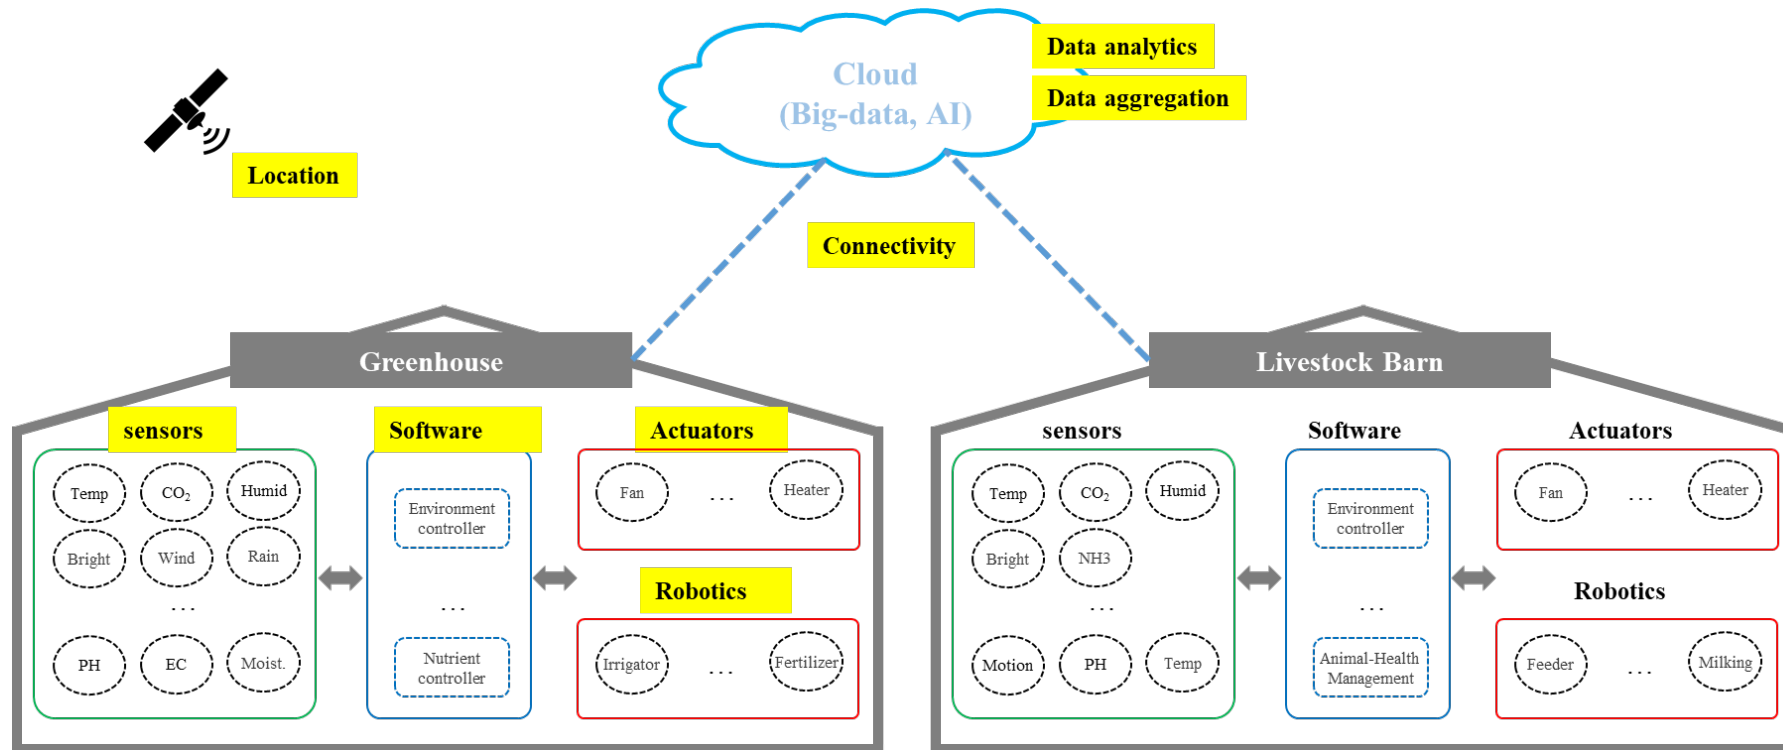 Data analytics
Cloud
Data aggregation
(Big-data, AI)
Location
Connectivity
Greenhouse
sensors
Software
Actuators
Temp
CO₂
Humid
Bright
Wind
Rain
...
PH
EC
Moist.
Environment
controller
...
Nutrient
controller
Fan
...
Heater
Robotics
Irrigator
...
Fertilizer
Livestock Barn
sensors
Software
Actuators
Temp
CO₂
Humid
Bright
NH3
...
Motion
PH
Temp
Environment
controller
...
Animal-Health
Management
Fan
...
Heater
Robotics
Feeder
...
Milking